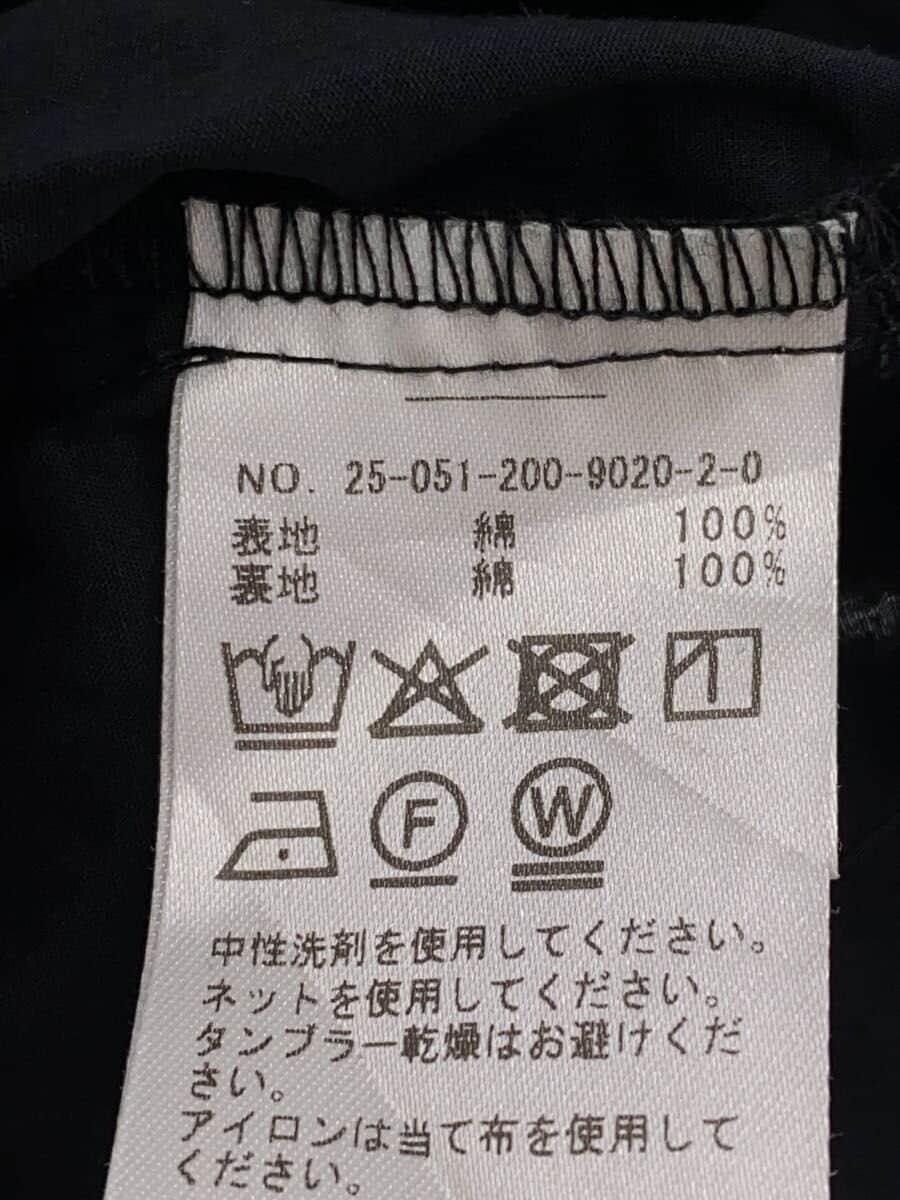 NO. 25-051-200-9020-2-0
表地 綿 100%
裏地 綿 100%
F W
中性洗剤を使用してください。
ネットを使用してください。
タンブラー乾燥はお避けくだ
さい。
アイロンは当て布を使用して
ください。